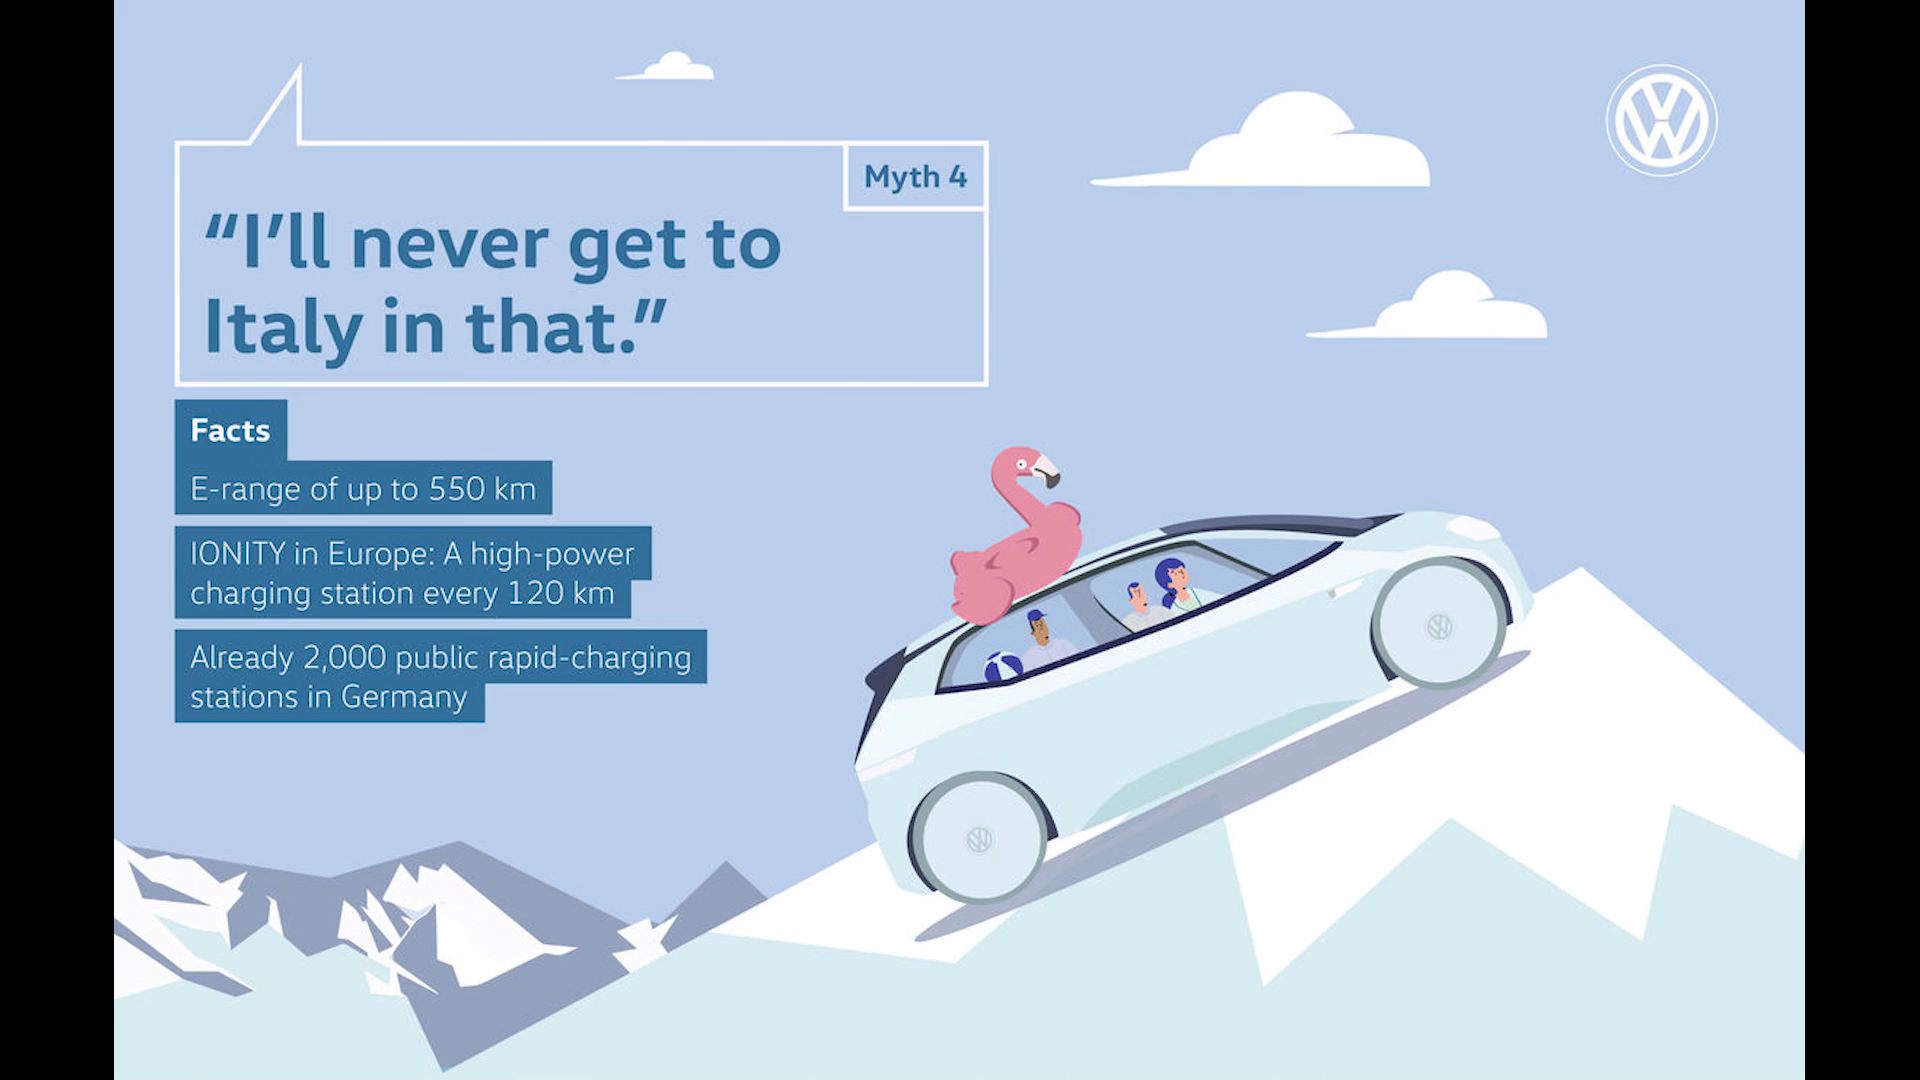 Myth 4
“I’ll never get to
Italy in that.”
Facts
E-range of up to 550 km
IONITY in Europe: A high-power
charging station every 120 km
Already 2,000 public rapid-charging
stations in Germany